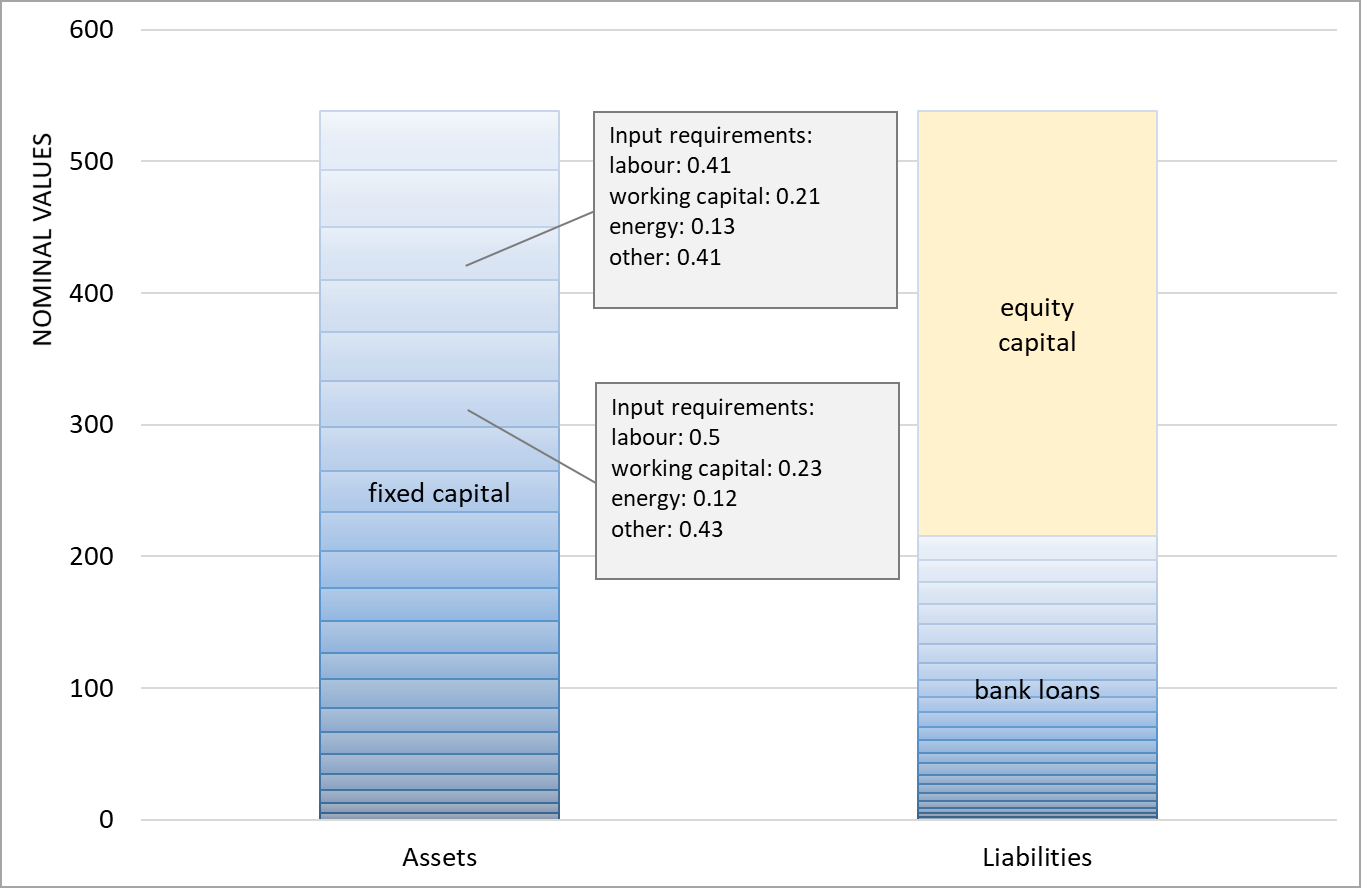 NOMINAL VALUES
600
500
400
300
200
100
0
Input requirements:
labour: 0.41
working capital: 0.21
energy: 0.13
other: 0.41
Input requirements:
labour: 0.5
working capital: 0.23
energy: 0.12
other: 0.43
fixed capital
equity
capital
bank loans
Assets
Liabilities